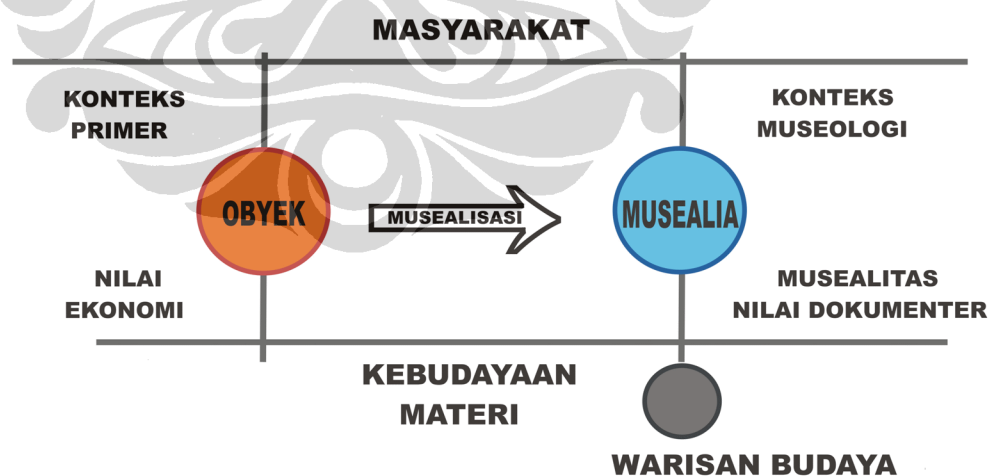 MASYARAKAT
KONTEKS
PRIMER
KONTEKS
MUSEOLOGI
OBYEK
MUSEALISASI
MUSEALIA
NILAI
EKONOMI
MUSEALITAS
NILAI DOKUMENTER
KEBUDAYAAN
MATERI
WARISAN BUDAYA